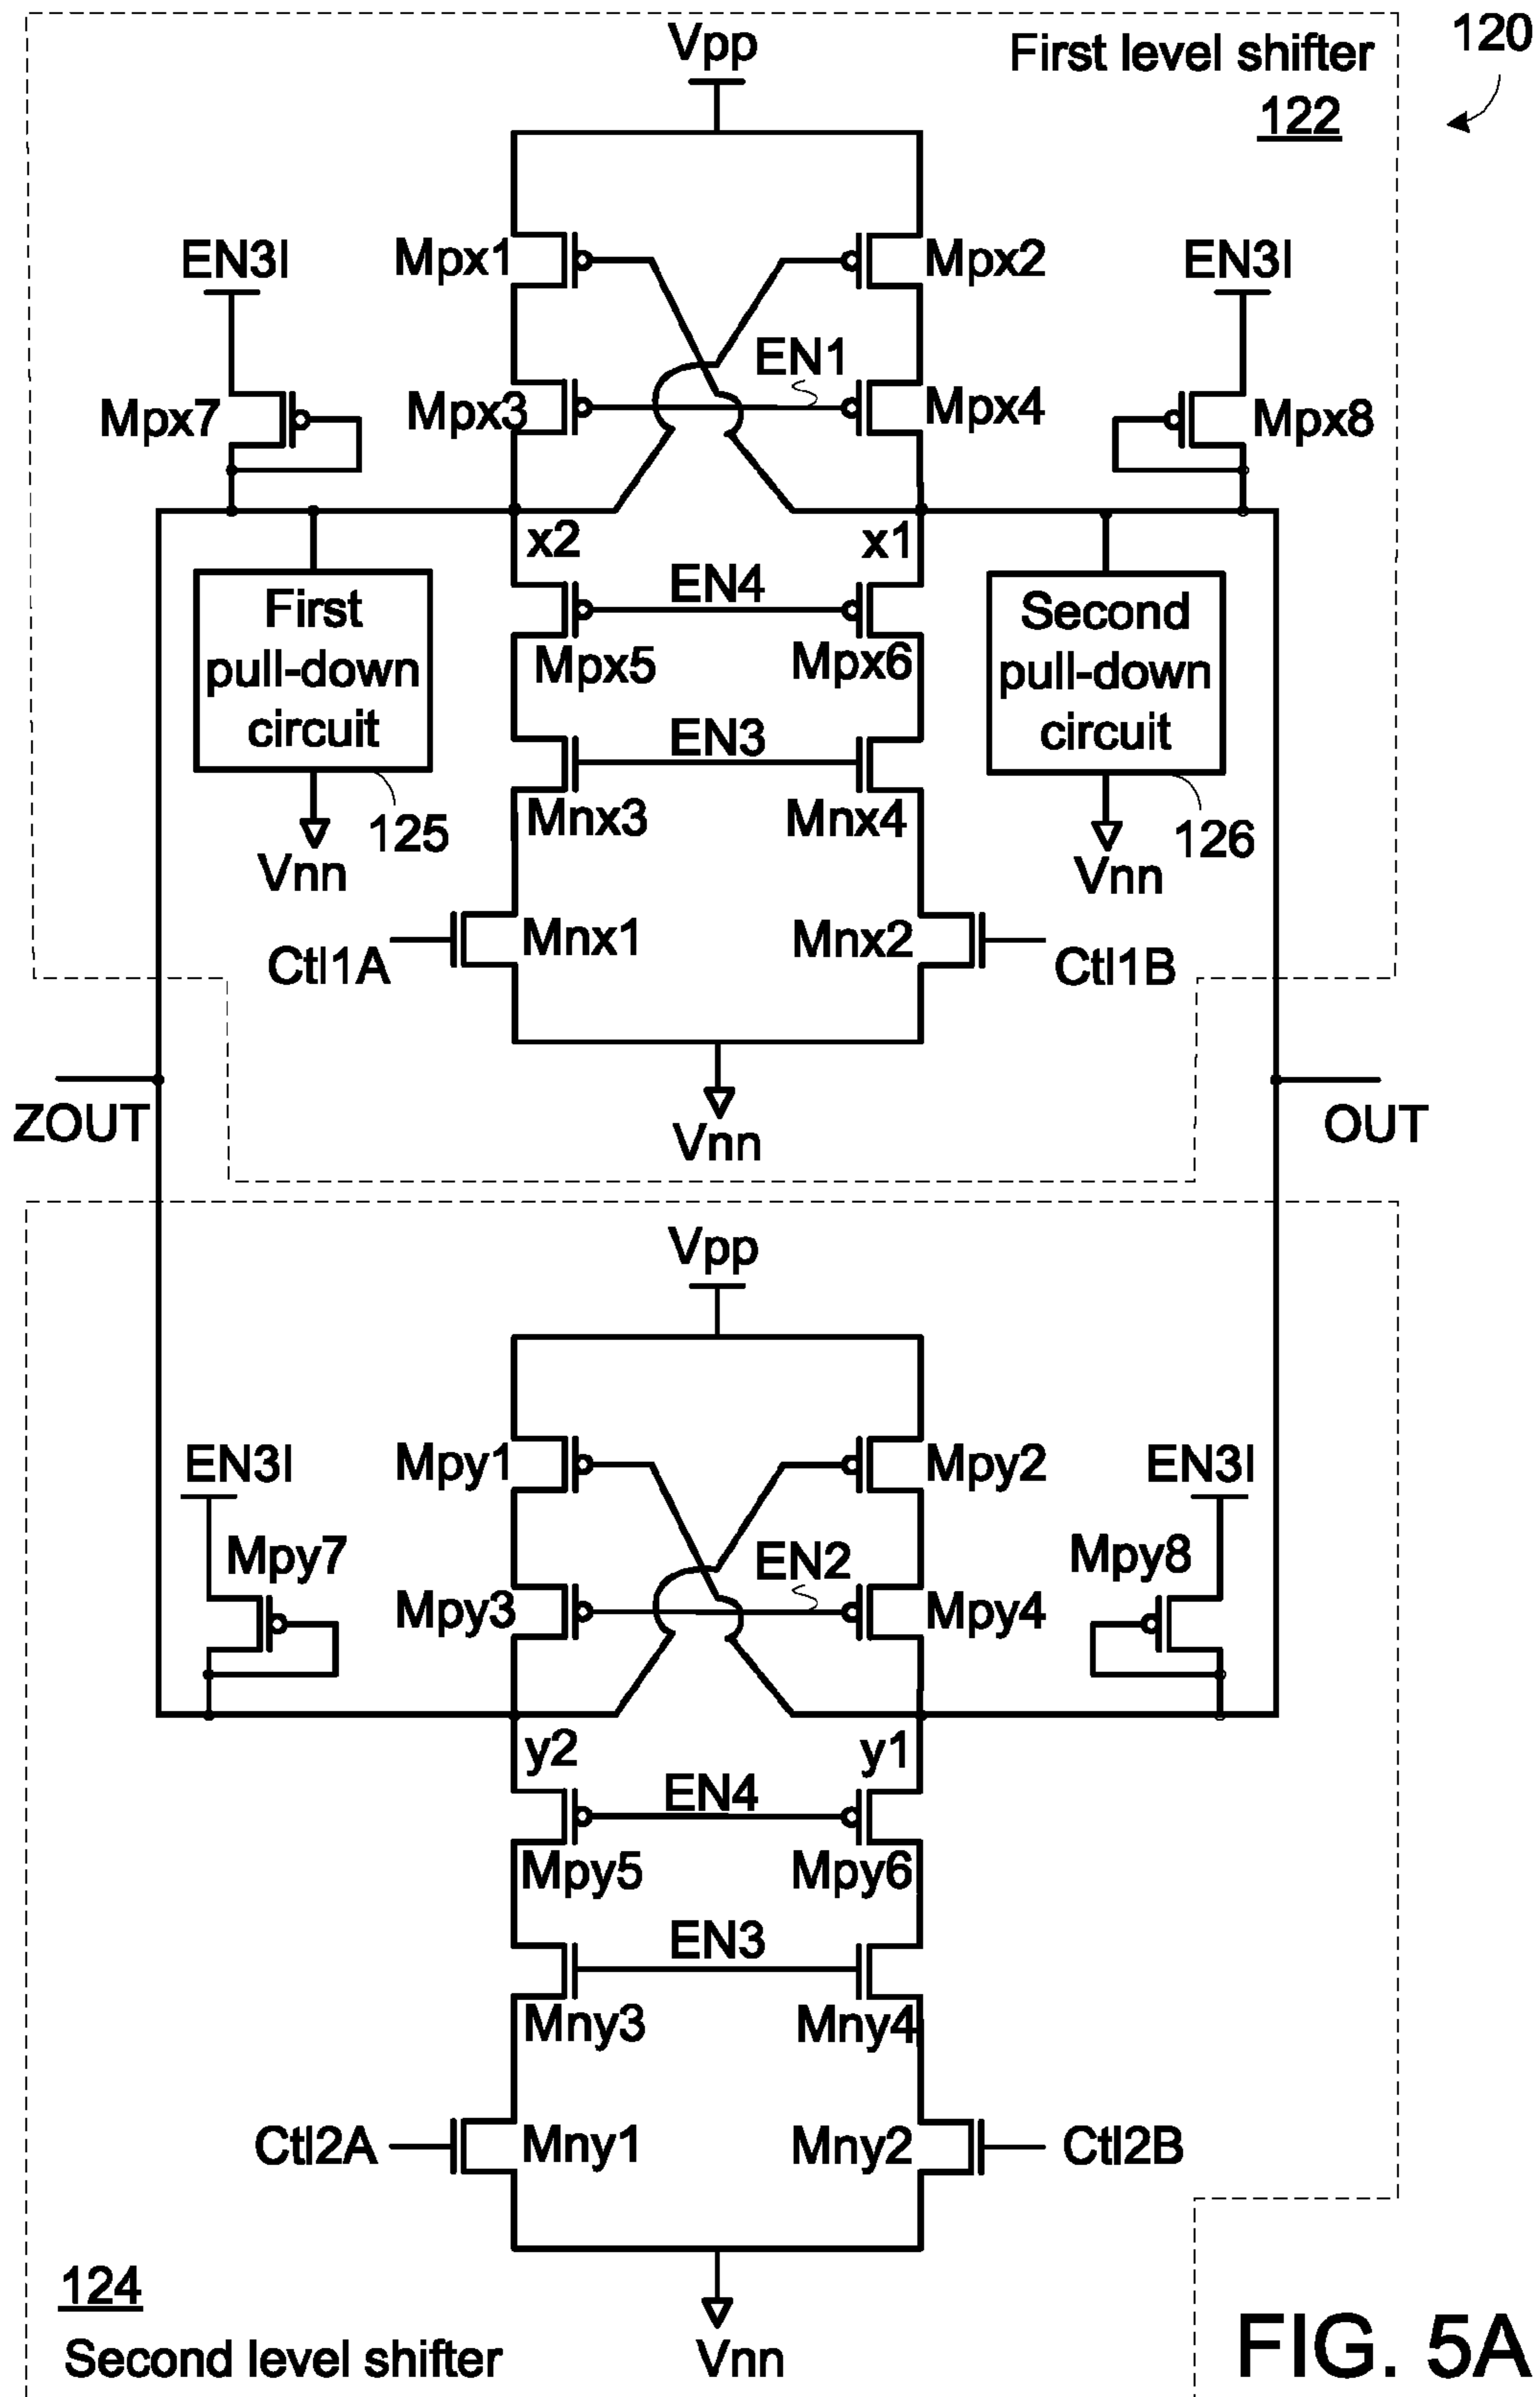 120
Vpp
First level shifter
122
EN3I
Mpx1
Mpx2
EN3I
EN1
Mpx7
Mpx3
Mpx4
Mpx8
x2
x1
First
pull-down
circuit
EN4
Second
pull-down
circuit
Mpx5
Mpx6
EN3
125
Mnx3
Mnx4
126
Vnn
Vnn
Ctl1A
Mnx1
Mnx2
Ctl1B
ZOUT
Vnn
OUT
Vpp
EN3I
Mpy1
Mpy2
EN3I
Mpy7
EN2
Mpy8
Mpy3
Mpy4
y2
y1
EN4
Mpy5
Mpy6
EN3
Mny3
Mny4
Ctl2A
Mny1
Mny2
Ctl2B
124
Second level shifter
Vnn
FIG. 5A